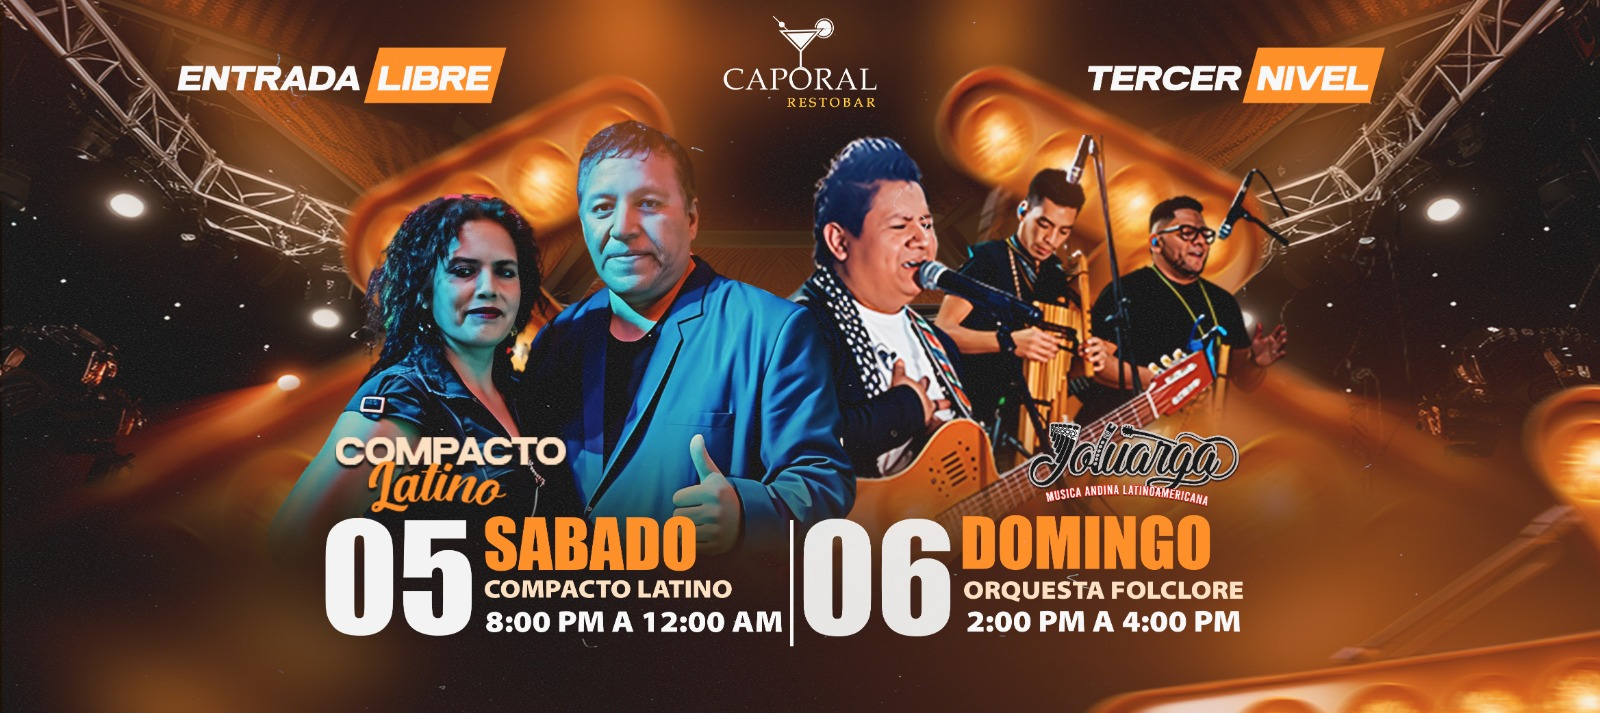 ENTRADA LIBRE
CAPORAL
RESTOBAR
TERCER NIVEL
COMPACTO
Latino
Joluarga
MUSICA ANDINA LATINOAMERICANA
05 SABADO
COMPACTO LATINO
8:00 PM A 12:00 AM
06 DOMINGO
ORQUESTA FOLCLORE
2:00 PM A 4:00 PM